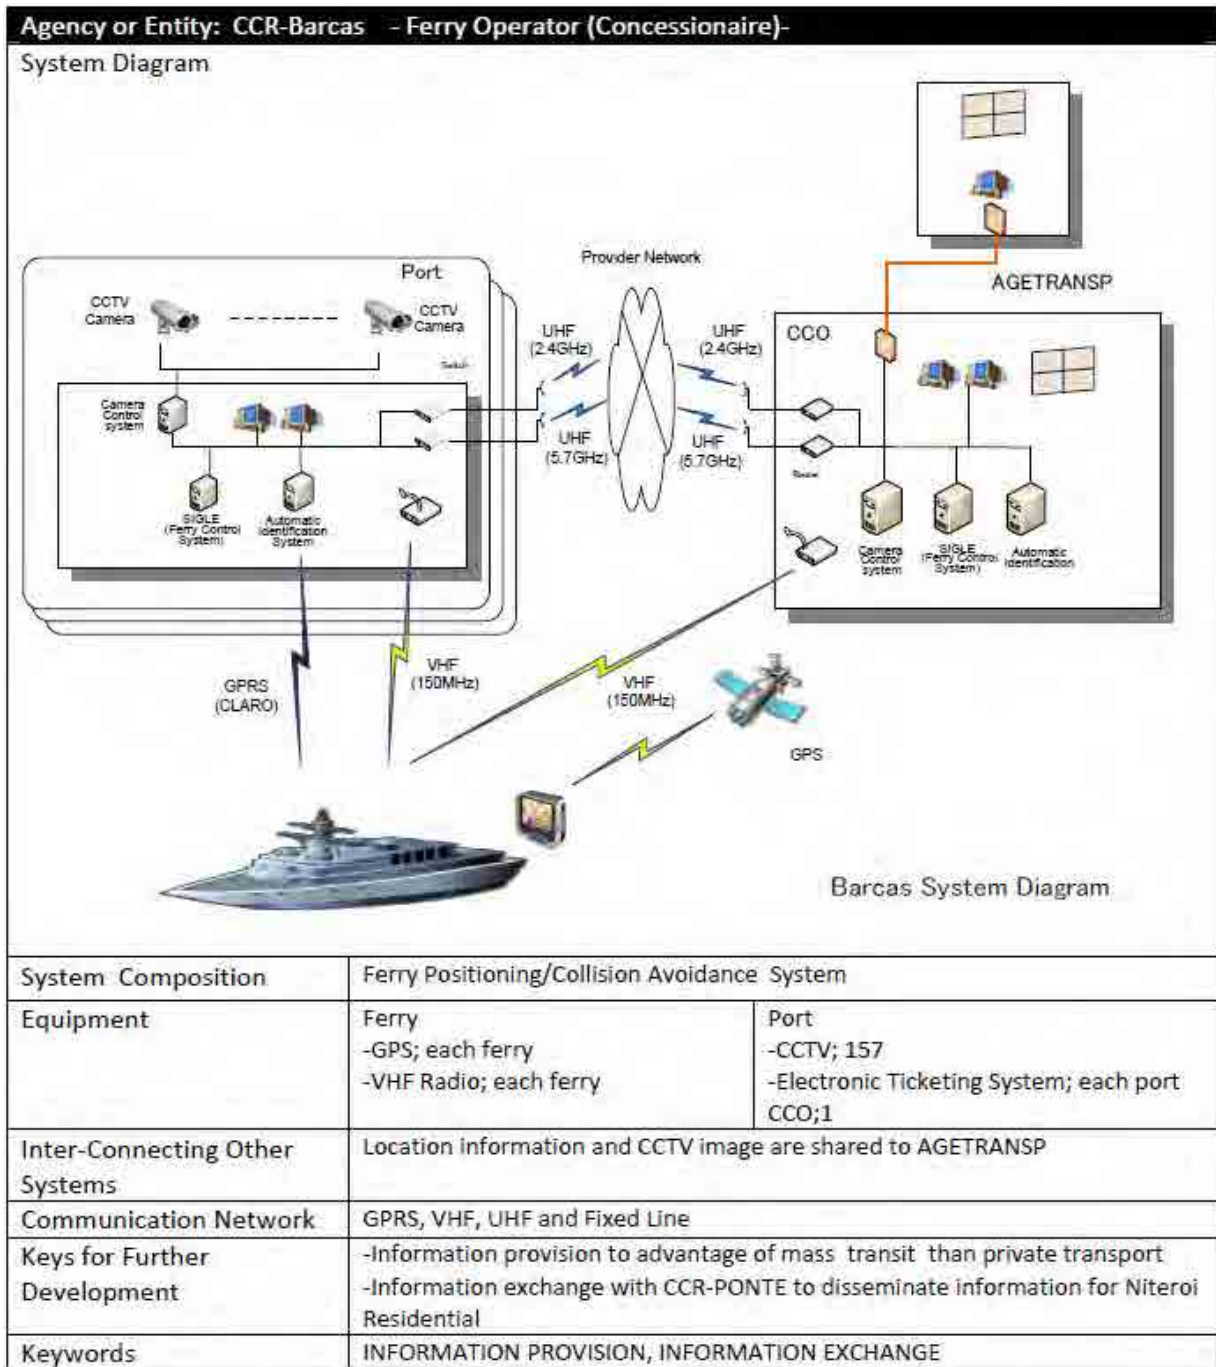 Agency or Entity: CCR-Barcas - Ferry Operator (Concessionaire)-
System Diagram
AGETRANSP
Provider Network
Port
CCTV
Camera
CCTV
Camera
Switch
Camera
Control
system
SIGLE
(Ferry Control
System)
Automatic
Identification
System
UHF
(2.4GHz)
UHF
(5.7GHz)
UHF
(2.4GHz)
UHF
(5.7GHz)
CCO
Router
Camera
Control
system
SIGLE
(Ferry Control
System)
Automatic
Identification
GPRS
(CLARO)
VHF
(150MHz)
VHF
(150MHz)
GPS
Barcas System Diagram
System Composition
Ferry Positioning/Collision Avoidance System
Equipment
Ferry
-GPS; each ferry
-VHF Radio; each ferry
Port
-CCTV; 157
-Electronic Ticketing System; each port
CCO;1
Inter-Connecting Other
Systems
Location information and CCTV image are shared to AGETRANSP
Communication Network
GPRS, VHF, UHF and Fixed Line
Keys for Further
Development
-Information provision to advantage of mass transit than private transport
-Information exchange with CCR-PONTE to disseminate information for Niteroi
Residential
Keywords
INFORMATION PROVISION, INFORMATION EXCHANGE